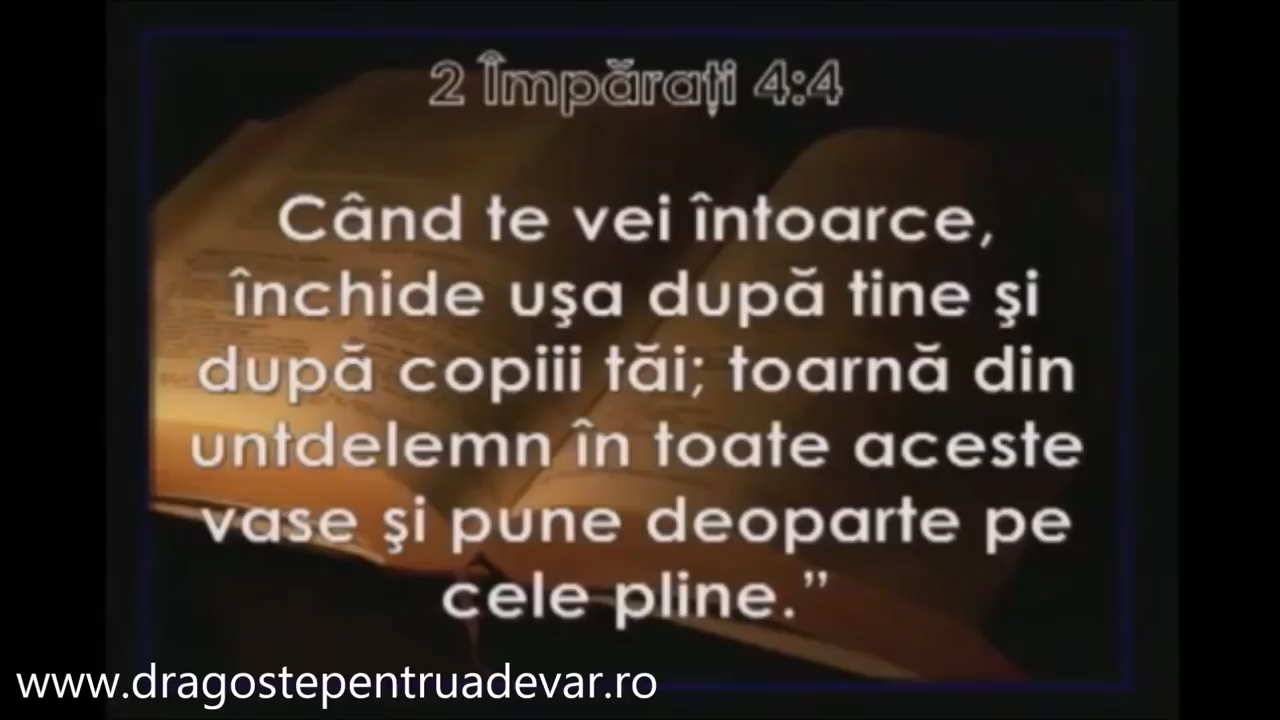 2 Împărați 4:4
Când te vei întoarce,
închide uşa după tine şi
după copiii tăi; toarnă din
untdelemn în toate aceste
vase şi pune deoparte pe
cele pline.”
www.dragostepentruadevar.ro